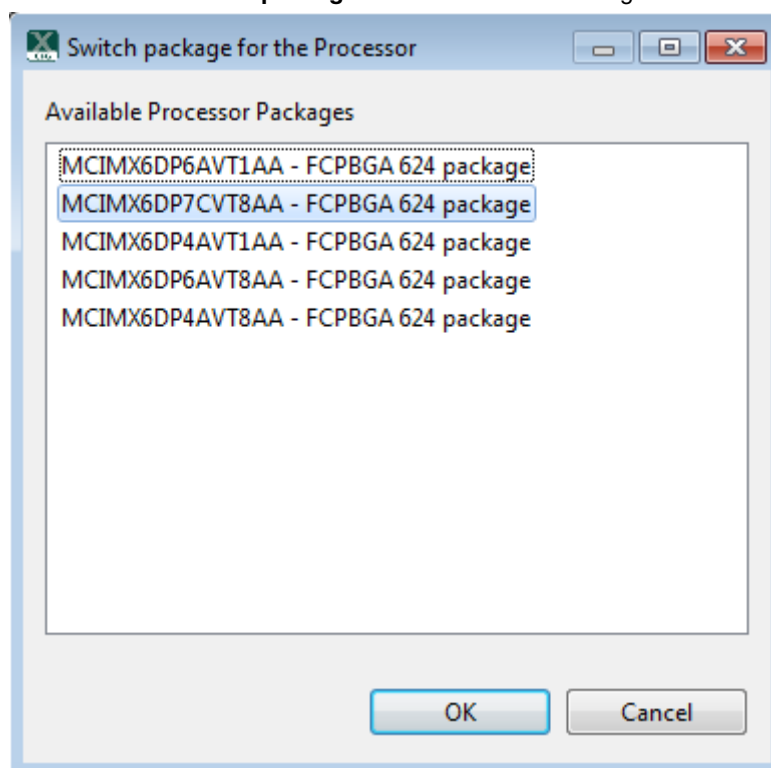 Switch package for the Processor
Available Processor Packages
MCIMX6DP6AVT1AA - FCPBGA 624 package
MCIMX6DP7CVT8AA - FCPBGA 624 package
MCIMX6DP4AVT1AA - FCPBGA 624 package
MCIMX6DP6AVT8AA - FCPBGA 624 package
MCIMX6DP4AVT8AA - FCPBGA 624 package
OK Cancel